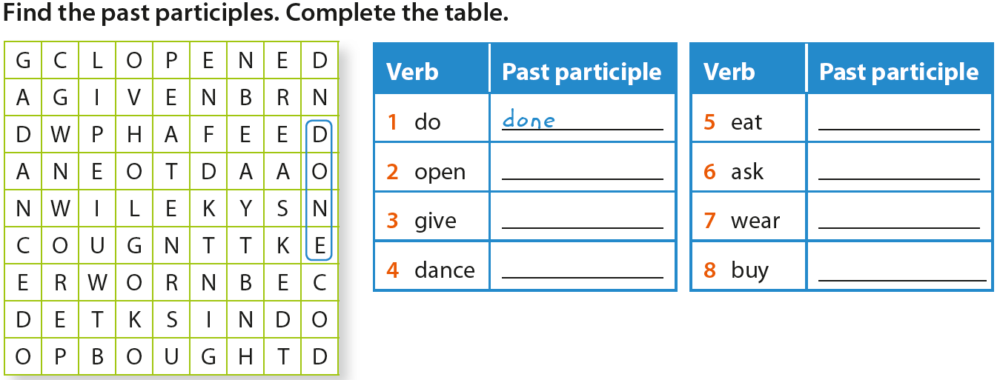 Find the past participles. Complete the table.
G C L O P E N E D
A G I V E N B R N
D W P H A F E E D
A N E O T D A A O
N W I L E K Y S N
C O U G N T T K E
E R W O R N B E C
D E T K S I N D O
O P B O U G H T D
Verb Past participle
1 do done
2 open
3 give
4 dance
Verb Past participle
5 eat
6 ask
7 wear
8 buy